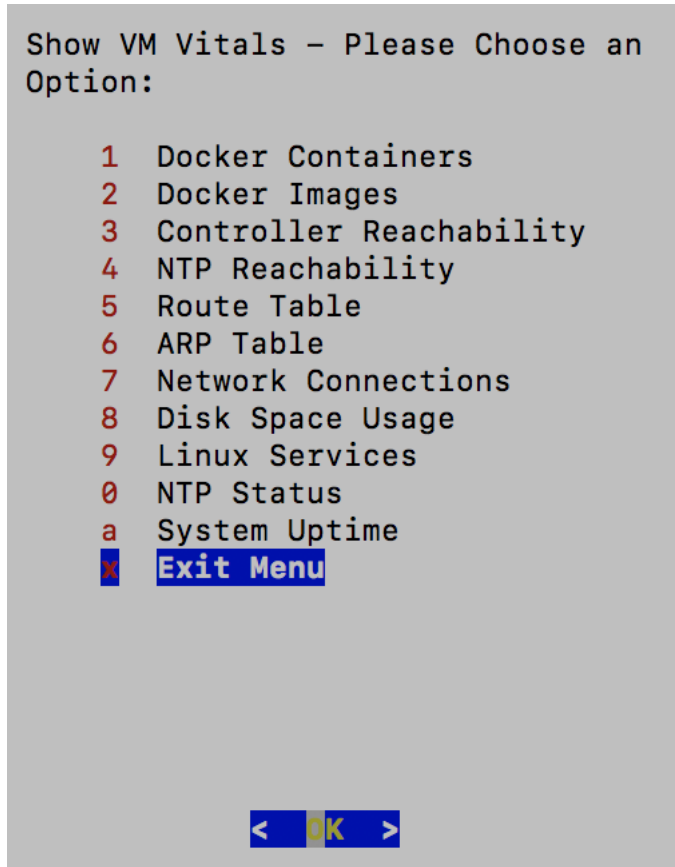 Show VM Vitals – Please Choose an
Option:
1 Docker Containers
2 Docker Images
3 Controller Reachability
4 NTP Reachability
5 Route Table
6 ARP Table
7 Network Connections
8 Disk Space Usage
9 Linux Services
0 NTP Status
a System Uptime
x Exit Menu
< OK >